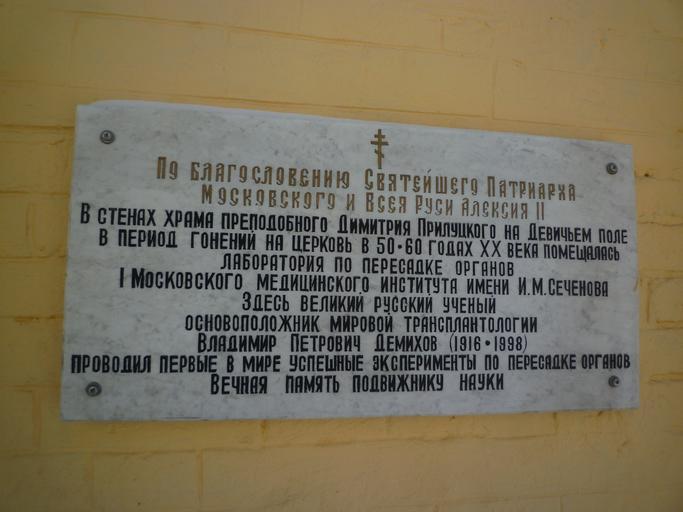 По благословению Святейшего Патриарха
Московского и Всея Руси Алексия II
В стенах храма преподобного Димитрия Прилуцкого на Девичьем поле
в период гонений на церковь в 50•60 годах XX века помещалась
лаборатория по пересадке органов
I Московского медицинского института имени И.М.Сеченова
Здесь великий русский ученый
основоположник мировой трансплантологии
Владимир Петрович Демихов (1916•1998)
проводил первые в мире успешные эксперименты по пересадке органов
Вечная память подвижнику науки